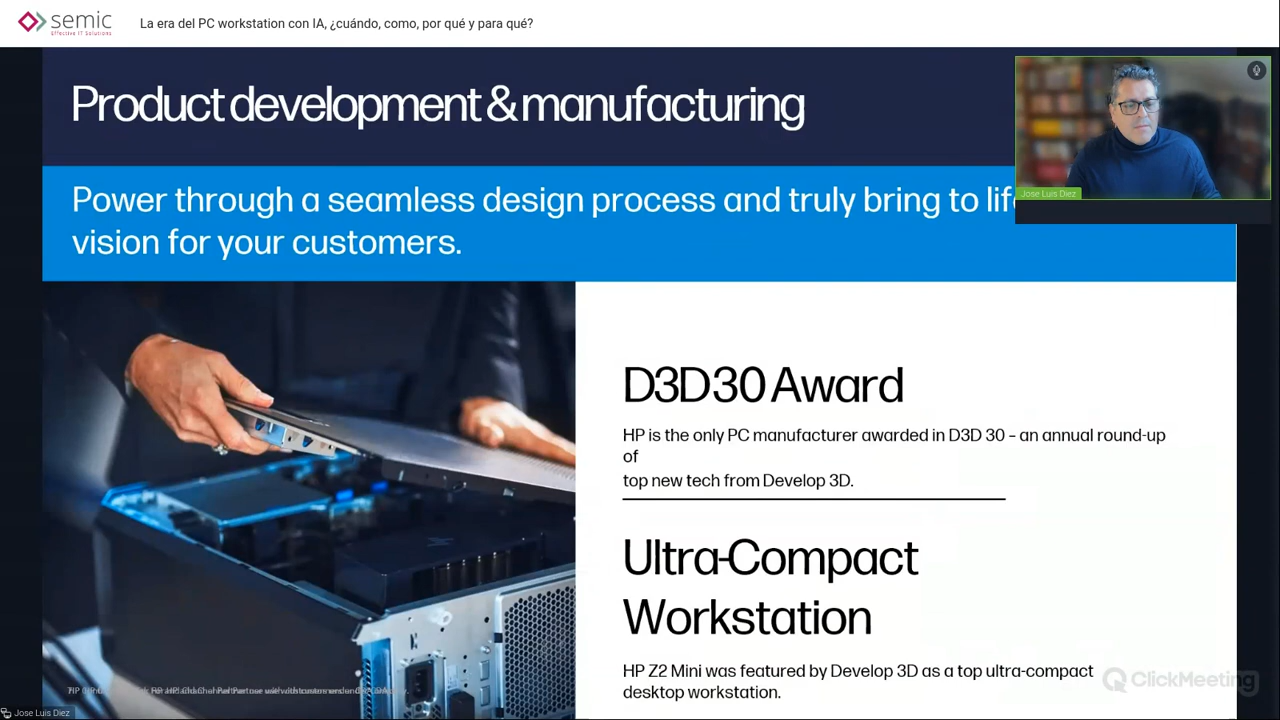 semic
Effective IT Solutions
La era del PC workstation con IA, ¿cuándo, como, por qué y para qué?
Product development & manufacturing
Power through a seamless design process and truly bring to
vision for your customers.
Jose Luis Diez
D3D 30 Award
HP is the only PC manufacturer awarded in D3D 30 – an annual round-up
of
top new tech from Develop 3D.
Ultra-Compact
Workstation
HP Z2 Mini was featured by Develop 3D as a top ultra-compact
desktop workstation.
ClickMeeting
Jose Luis Diez